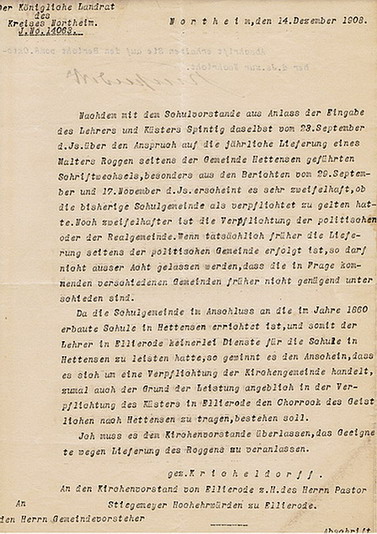 Der Königliche Landrat
des
Kreises Northeim.
J.No.14063.
Northeim, den 14.Dezember 1908.
Nachdem mit dem Schulvorstande aus Anlass der Eingabe
des Lehrers und Küsters Spintig daselbst vom 23.September
d.Js.über den Anspruch auf die jährliche Lieferung eines
Malters Roggen seitens der Gemeinde Hettensen geführten
Schriftwechsels,besonders aus den Berichten vom 29.Septem-
ber und 17.November d.Js.erscheint es sehr zweifelhaft,ob
die bisherige Schulgemeinde als verpflichtet zu gelten hat-
te.Noch zweifelhafter ist die Verpflichtung der politischen
oder der Realgemeinde.Wenn tatsächlich früher die Liefe-
rung seitens der politischen Gemeinde erfolgt ist,so darf
nicht ausser Acht gelassen werden,dass die in Frage kom-
menden verschiedenen Gemeinden früher nicht genügend unter
schieden sind.
Da die Schulgemeinde im Anschluss an die im Jahre 1860
erbaute Schule in Hettensen errichtet ist,und somit der
Lehrer in Ellierode keinerlei Dienste für die Schule in
Hettensen zu leisten hatte,so gewinnt es den Anschein,dass
es sich um eine Verpflichtung der Kirchengemeinde handelt,
zumal auch der Grund der Leistung angeblich in der Ver-
pflichtung des Küsters in Ellierode den Chorrock des Geist
lichen nach Hettensen zu tragen,bestehen soll.
Ich muss es dem Kirchenvorstande überlassen,das Geeigne
te wegen Lieferung des Roggens zu veranlassen.
gez.Kricheldorff.
An den Kirchenvorstand von Ellierode z.H.des Herrn Pastor
An Stiegemeyer Hochehrwürden zu Ellierode.
den Herrn Gemeindevorsteher
Abschrift